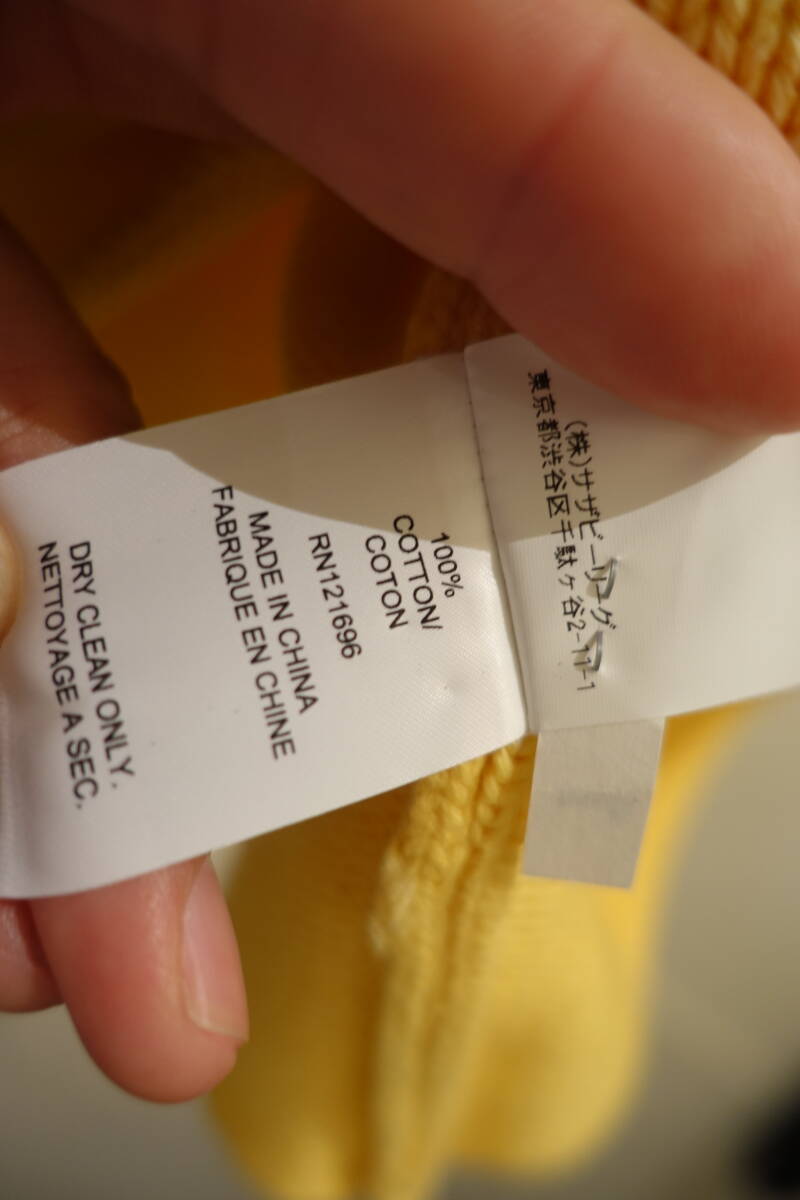 (株)サザビーリーグ
東京都渋谷区千駄ヶ谷2-11-1
100%
COTTON/
COTON
RN121696
MADE IN CHINA
FABRIQUE EN CHINE
DRY CLEAN ONLY.
NETTOYAGE A SEC.